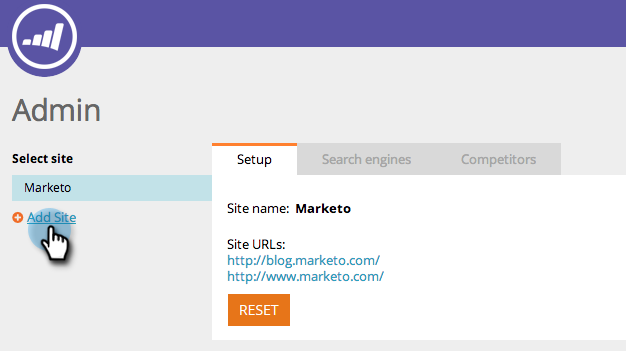 Admin
Select site
Marketo
Add Site
Setup
Search engines
Competitors
Site name: Marketo
Site URLs:
http://blog.marketo.com/
http://www.marketo.com/
RESET